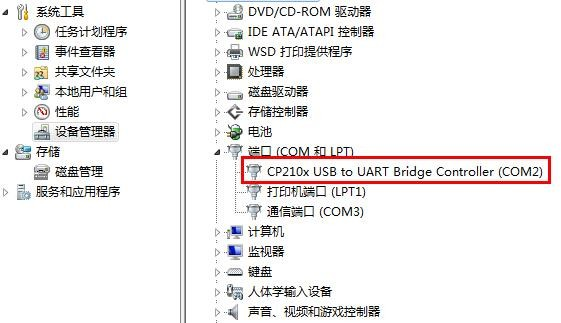 系统工具
任务计划程序
事件查看器
共享文件夹
本地用户和组
性能
设备管理器
存储
磁盘管理
服务和应用程序
DVD/CD-ROM 驱动器
IDE ATA/ATAPI 控制器
WSD 打印提供程序
处理器
磁盘驱动器
存储控制器
电池
端口 (COM 和 LPT)
CP210x USB to UART Bridge Controller (COM2)
打印机端口 (LPT1)
通信端口 (COM3)
计算机
监视器
键盘
人体学输入设备
声音、视频和游戏控制器